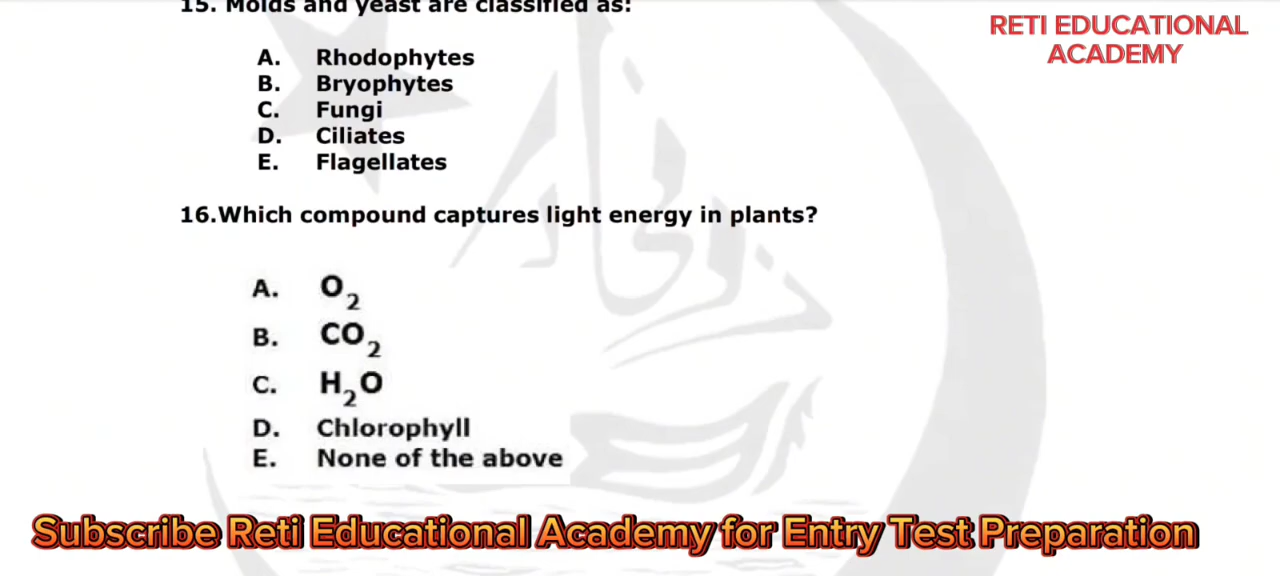 15. Molds and yeast are classified as:
RETI EDUCATIONAL
ACADEMY
A. Rhodophytes
B. Bryophytes
C. Fungi
D. Ciliates
E. Flagellates
16.Which compound captures light energy in plants?
A. O₂
B. CO₂
C. H₂O
D. Chlorophyll
E. None of the above
Subscribe Reti Educational Academy for Entry Test Preparation